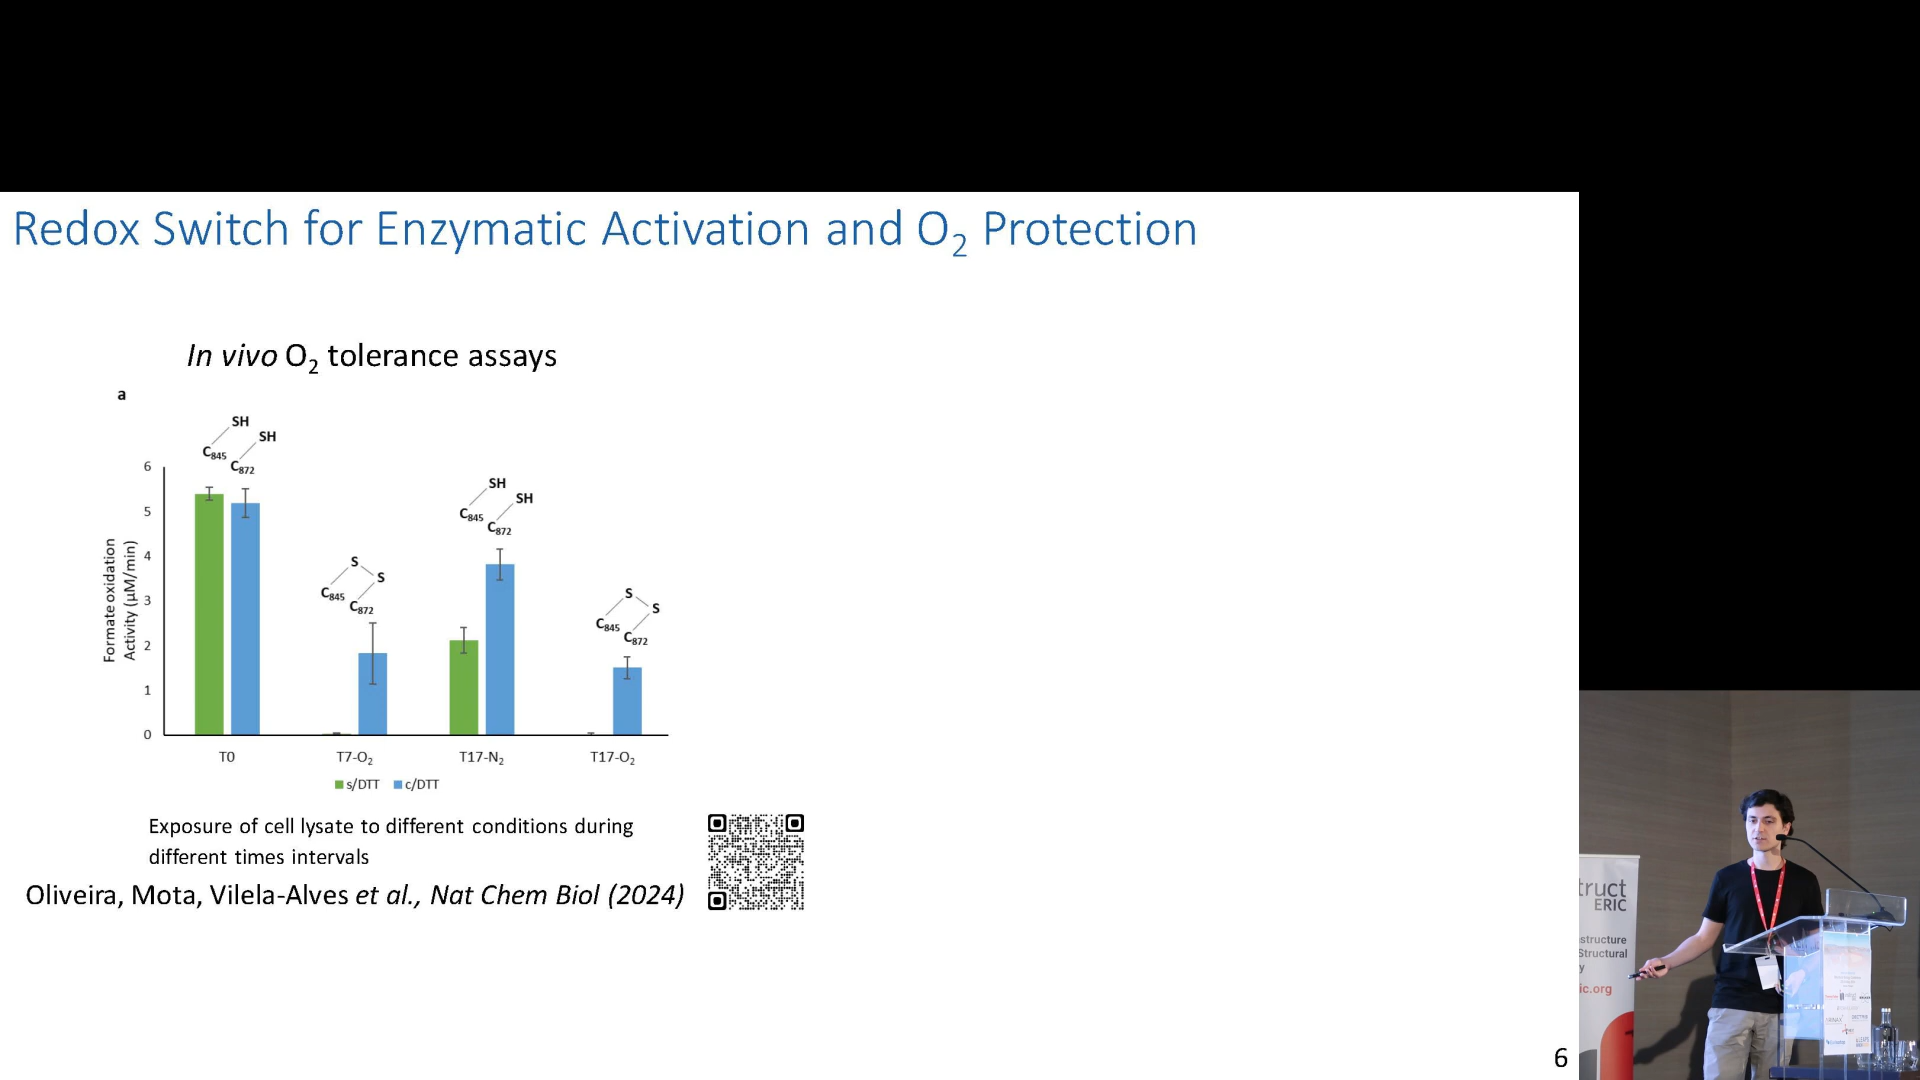 Redox Switch for Enzymatic Activation and O2 Protection
In vivo O2 tolerance assays
a
SH
SH
C845
C872
SH
SH
C845
C872
S
S
C845
C872
S
S
C845
C872
Formate oxidation
Activity (µM/min)
6
5
4
3
2
1
0
T0
T7-O2
T17-N2
T17-O2
s/DTT
c/DTT
Exposure of cell lysate to different conditions during
different times intervals
Oliveira, Mota, Vilela-Alves et al., Nat Chem Biol (2024)
6
truct
ERIC
structure
Structural
y
ic.org